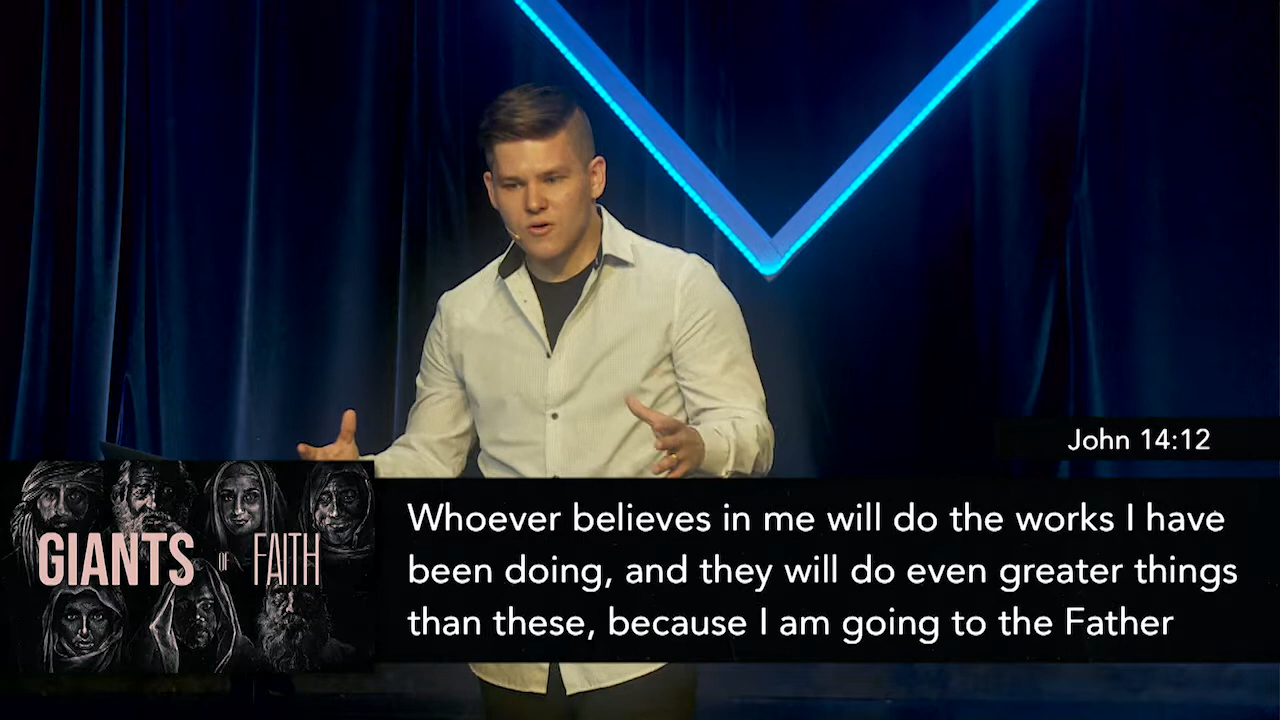 John 14:12
GIANTS OF FAITH
Whoever believes in me will do the works I have
been doing, and they will do even greater things
than these, because I am going to the Father